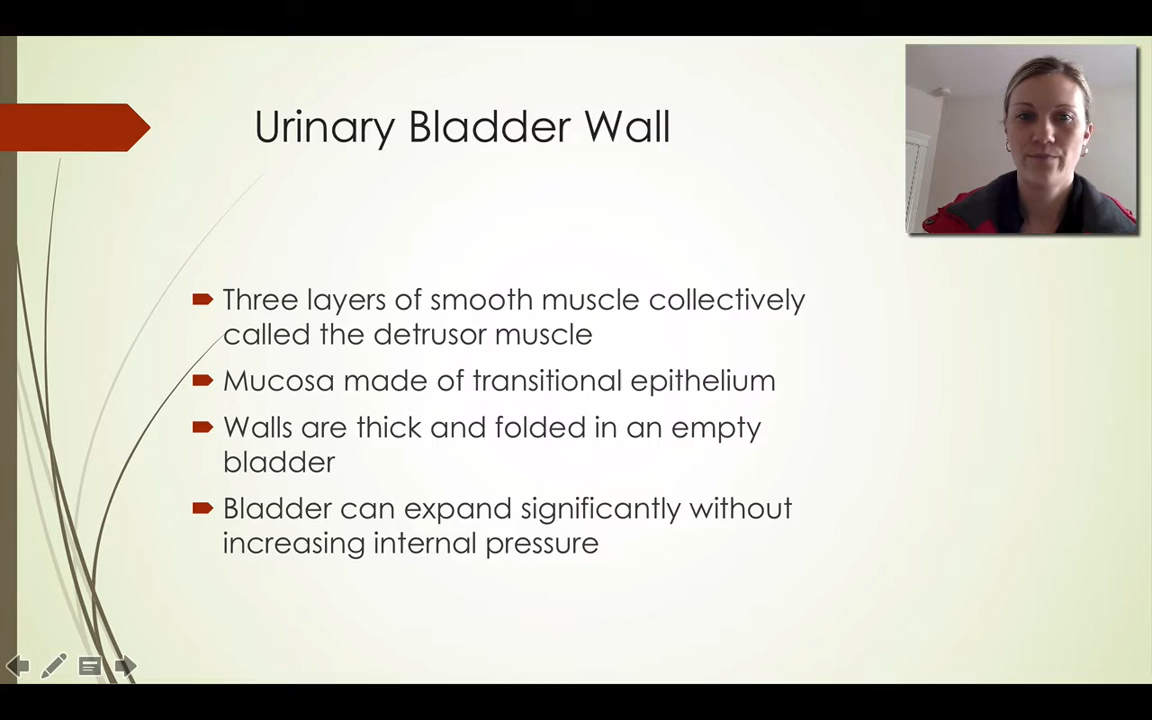 Urinary Bladder Wall
Three layers of smooth muscle collectively
called the detrusor muscle
Mucosa made of transitional epithelium
Walls are thick and folded in an empty
bladder
Bladder can expand significantly without
increasing internal pressure